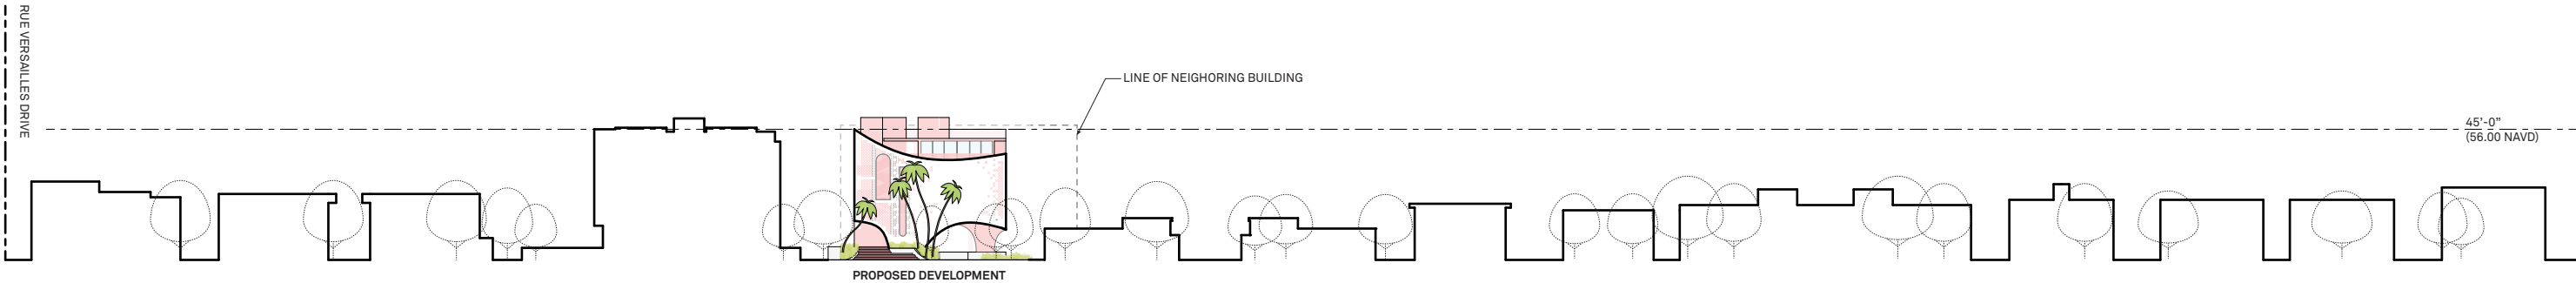 RUE VERSAILLES DRIVE
LINE OF NEIGHORING BUILDING
45'-0"
(56.00 NAVD)
PROPOSED DEVELOPMENT